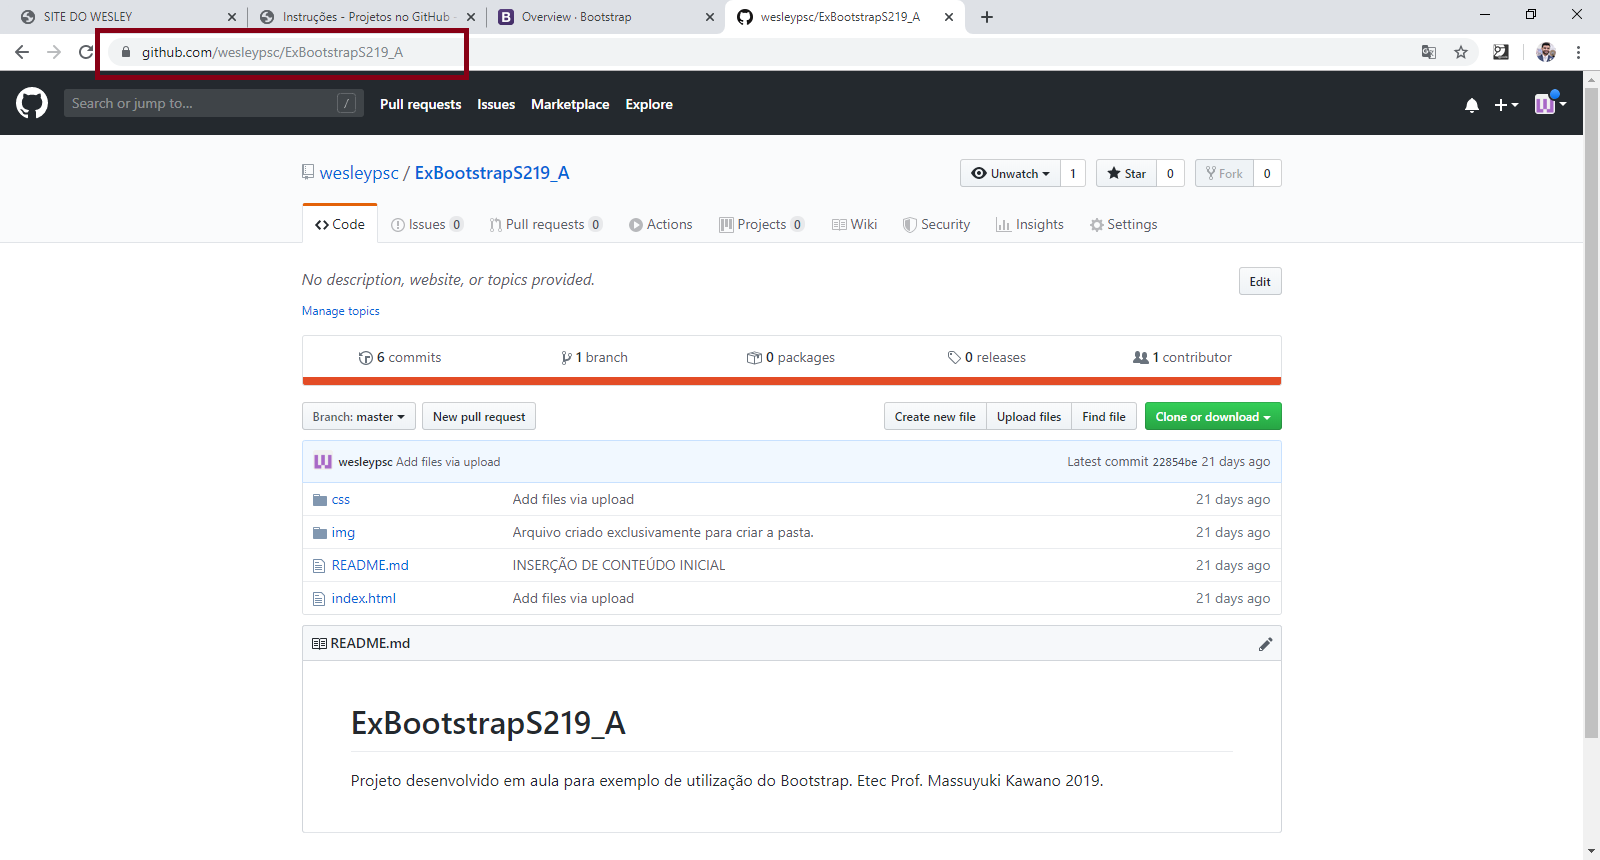 SITE DO WESLEY
Instruções - Projetos no GitHub -
Overview · Bootstrap
wesleypsc/ExBootstrapS219_A
github.com/wesleypsc/ExBootstrapS219_A
Search or jump to... /
Pull requests Issues Marketplace Explore
wesleypsc / ExBootstrapS219_A
Unwatch 1 Star 0 Fork 0
Code Issues 0 Pull requests 0 Actions Projects 0 Wiki Security Insights Settings
No description, website, or topics provided. Edit
Manage topics
6 commits 1 branch 0 packages 0 releases 1 contributor
Branch: master New pull request Create new file Upload files Find file Clone or download
wesleypsc Add files via upload Latest commit 22854be 21 days ago
css Add files via upload 21 days ago
img Arquivo criado exclusivamente para criar a pasta. 21 days ago
README.md INSERÇÃO DE CONTEÚDO INICIAL 21 days ago
index.html Add files via upload 21 days ago
README.md
ExBootstrapS219_A
Projeto desenvolvido em aula para exemplo de utilização do Bootstrap. Etec Prof. Massuyuki Kawano 2019.